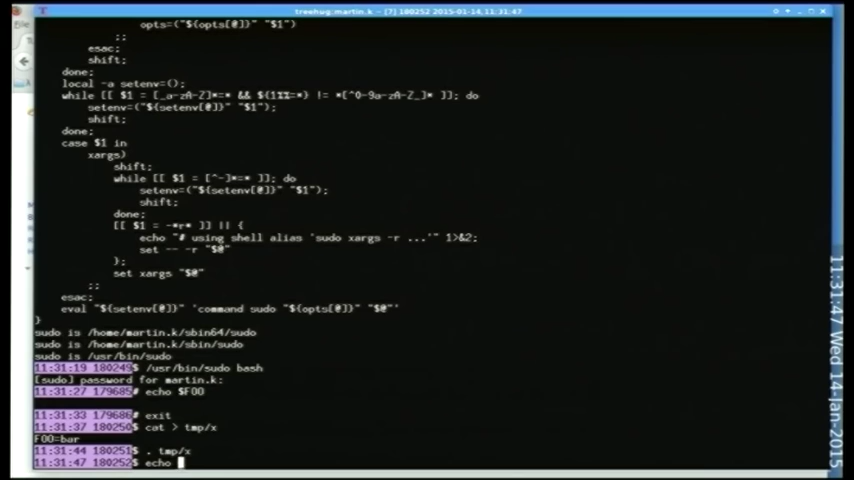 treehug:martin.k - [7] 180252 2015-01-14,11:31:47
opts=("${opts[@]}" "$1")
;;
esac;
shift;
done;
local -a setenv=();
while [[ $1 = [_a-zA-Z]*=* && ${1%%=*} != *[^0-9a-zA-Z_]* ]]; do
setenv=("${setenv[@]}" "$1");
shift;
done;
case $1 in
xargs)
shift;
while [[ $1 = [^-]*=* ]]; do
setenv=("${setenv[@]}" "$1");
shift;
done;
[[ $1 = -*r* ]] || {
echo "# using shell alias 'sudo xargs -r ...'" 1>&2;
set -- -r "$@"
};
set xargs "$@"
;;
esac;
eval "${setenv[@]}" 'command sudo "${opts[@]}" "$@"'
}
sudo is /home/martin.k/sbin64/sudo
sudo is /home/martin.k/sbin/sudo
sudo is /usr/bin/sudo
11:31:19 180249$ /usr/bin/sudo bash
[sudo] password for martin.k:
11:31:27 179685# echo $FOO
11:31:33 179686# exit
11:31:37 180250$ cat > tmp/x
FOO=bar
11:31:44 180251$ . tmp/x
11:31:47 180252$ echo
11:31:47 Wed 14-Jan-2015